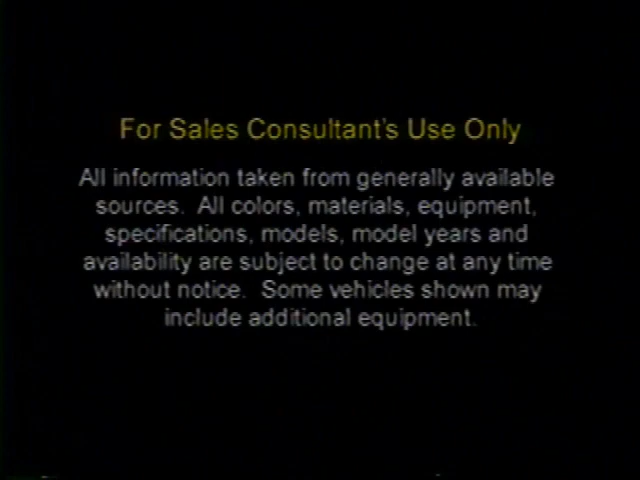 For Sales Consultant's Use Only
All information taken from generally available
sources.  All colors, materials, equipment,
specifications, models, model years and
availability are subject to change at any time
without notice.  Some vehicles shown may
include additional equipment.